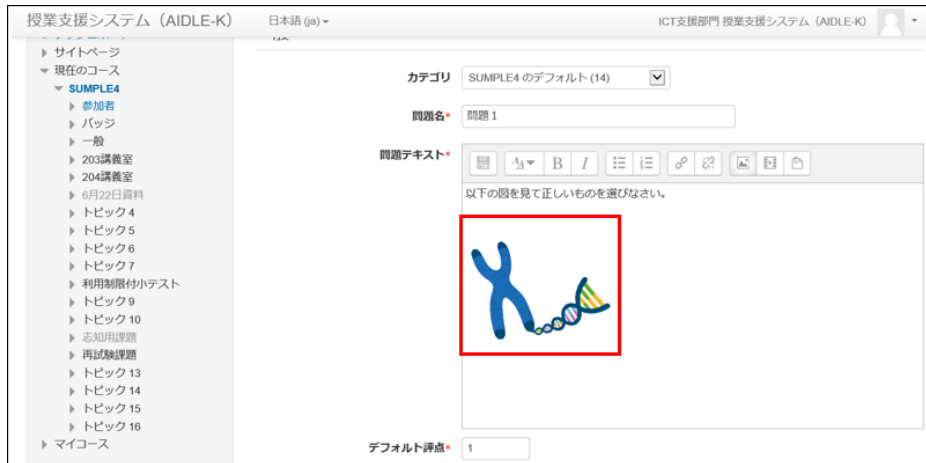 授業支援システム（AIDLE-K）
日本語 (ja)
ICT支援部門 授業支援システム（AIDLE-K）
サイトページ
現在のコース
SUMPLE4
参加者
バッジ
一般
203講義室
204講義室
6月22日資料
トピック 4
トピック 5
トピック 6
トピック 7
利用制限付小テスト
トピック 9
トピック 10
志知用課題
再試験課題
トピック 13
トピック 14
トピック 15
トピック 16
マイコース
カテゴリ
SUMPLE4 のデフォルト (14)
問題名*
問題 1
問題テキスト*
B I
以下の図を見て正しいものを選びなさい。
デフォルト評点*
1